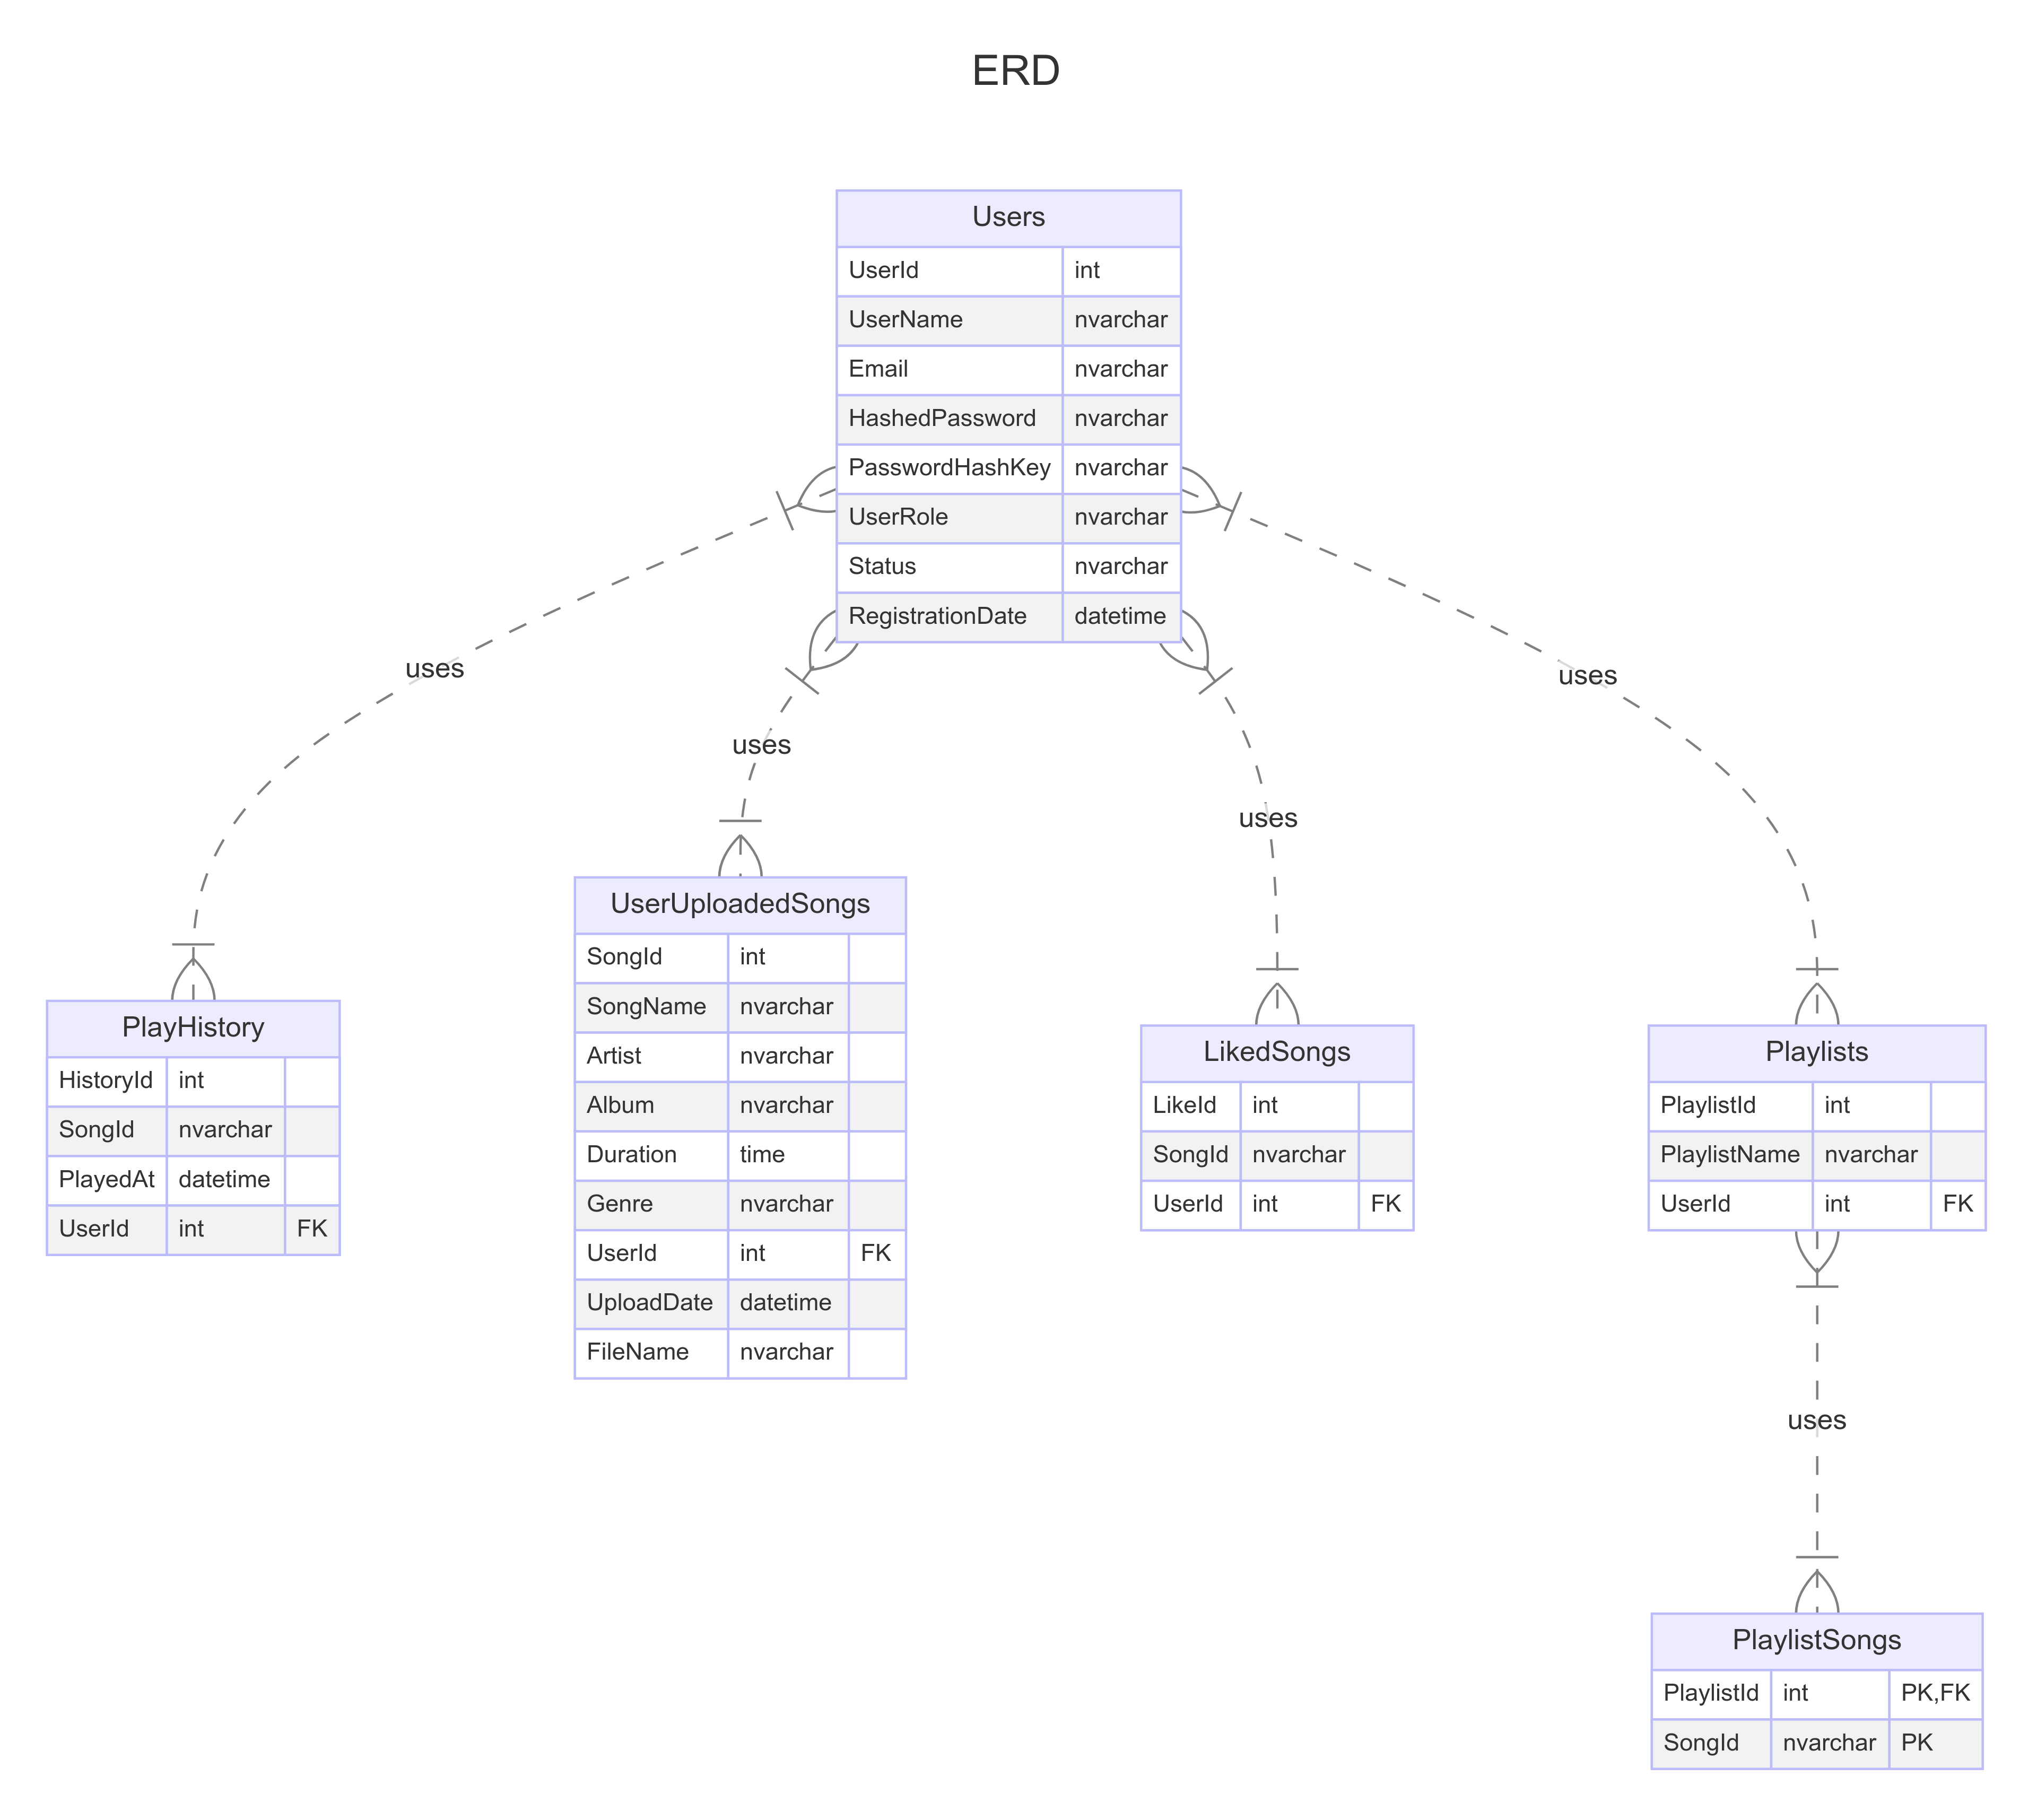 ERD
Users
UserId int
UserName nvarchar
Email nvarchar
HashedPassword nvarchar
PasswordHashKey nvarchar
UserRole nvarchar
Status nvarchar
RegistrationDate datetime
uses
uses
uses
uses
PlayHistory
HistoryId int
SongId nvarchar
PlayedAt datetime
UserId int FK
UserUploadedSongs
SongId int
SongName nvarchar
Artist nvarchar
Album nvarchar
Duration time
Genre nvarchar
UserId int FK
UploadDate datetime
FileName nvarchar
LikedSongs
LikeId int
SongId nvarchar
UserId int FK
Playlists
PlaylistId int
PlaylistName nvarchar
UserId int FK
uses
PlaylistSongs
PlaylistId int PK,FK
SongId nvarchar PK